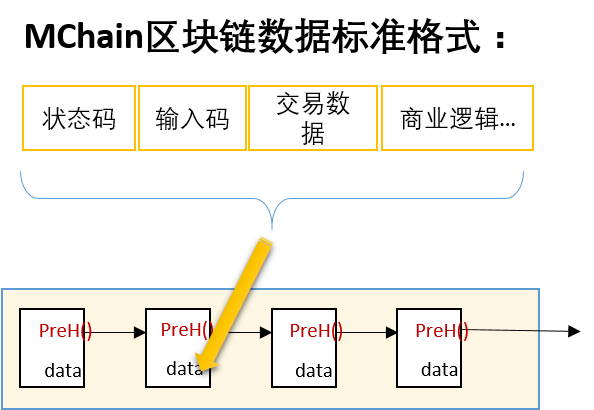 MChain区块链数据标准格式：
状态码 输入码 交易数 商业逻辑...
据
PreH() PreH() PreH() PreH()
data data data data